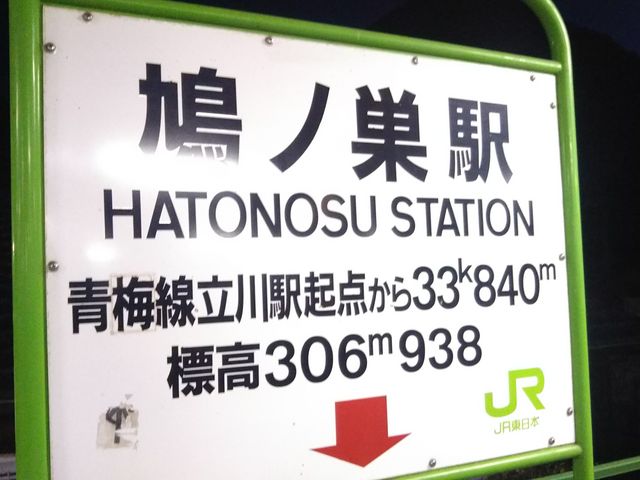 鳩ノ巣駅
HATONOSU STATION
青梅線立川駅起点から33k840m
標高306m938
JR
JR東日本